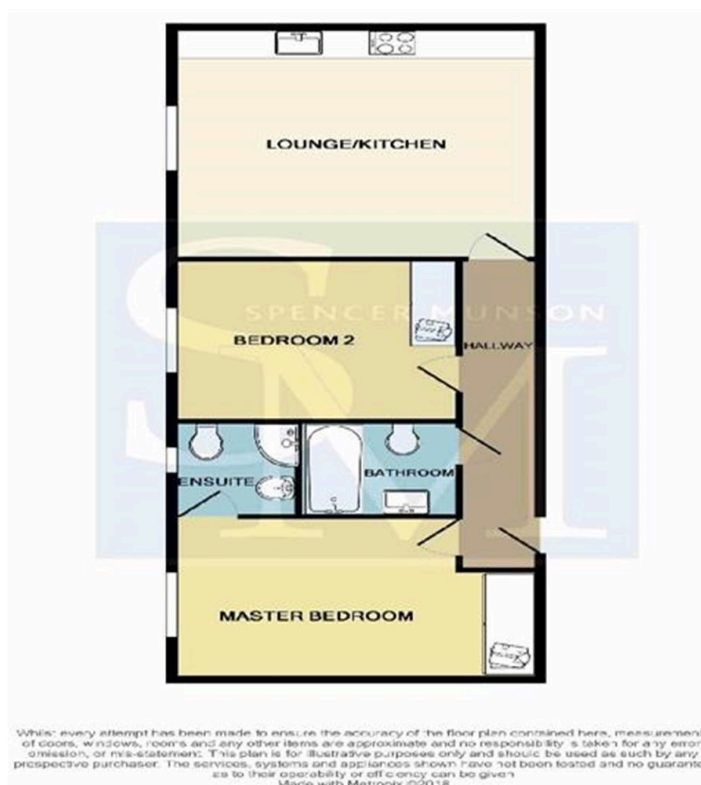 LOUNGE/KITCHEN
SPENCER MUNSON
BEDROOM 2
HALLWAY
SM
ENSUITE
BATHROOM
MASTER BEDROOM
Whilst every attempt has been made to ensure the accuracy of the floor plan contained here, measurement
of doors, windows, rooms and any other items are approximate and no responsibility is taken for any error
omission, or mis-statement. This plan is for illustrative purposes only and should be used as such by any
prospective purchaser. The services, systems and appliances shown have not been tested and no guarante
as to their operability or efficiency can be given
Made with Metropix ©2018